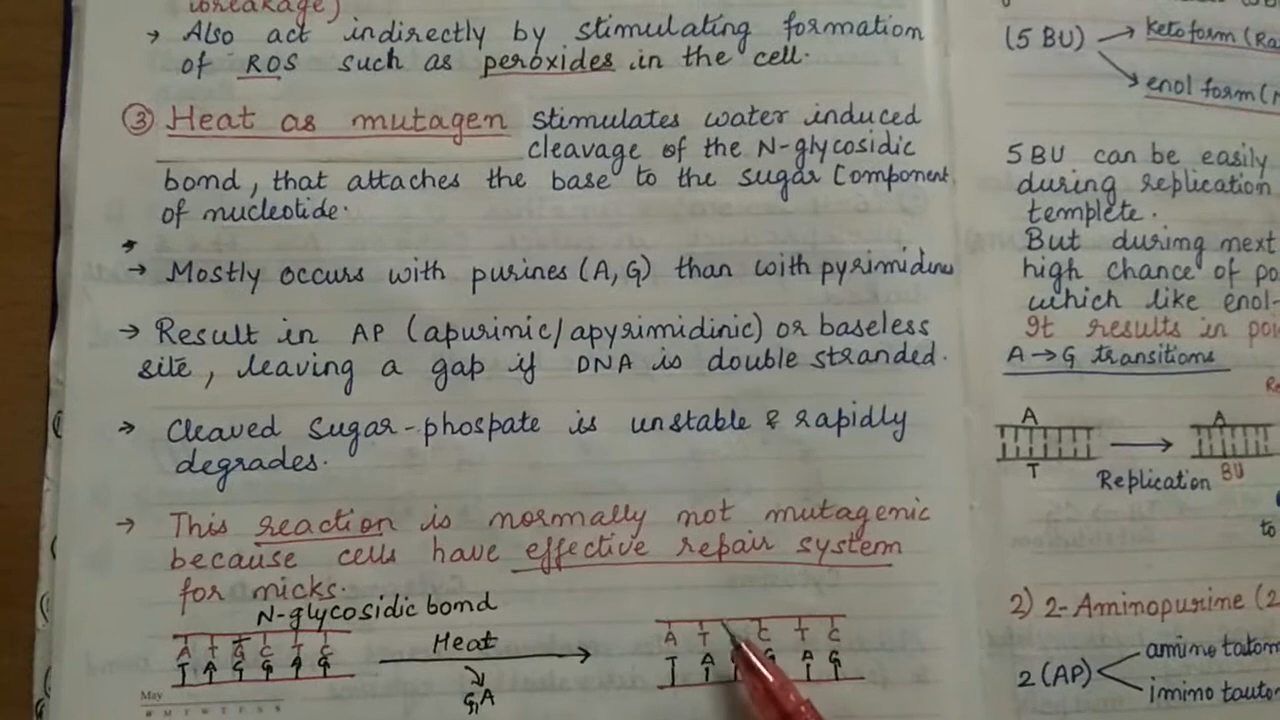 breakage)
→ Also act indirectly by stimulating formation
of ROS such as peroxides in the cell.
③ Heat as mutagen stimulates water induced
cleavage of the N-glycosidic
bond, that attaches the base to the sugar component
of nucleotide.
→ Mostly occurs with purines (A, G) than with pyrimidines
→ Result in AP (apurinic/apyrimidinic) or baseless
site, leaving a gap if DNA is double stranded.
→ Cleaved sugar-phospate is unstable & rapidly
degrades.
→ This reaction is normally not mutagenic
because cells have effective repair system
for nicks.
N-glycosidic bond
A T G C T C
T A C G A G
Heat
G, A
A T C T C
T A G A G
May
M T W T F S S
(5 BU) → Keto form
→ enol form
5 BU can be easily
during replication
templete.
But during next
high chance of
which like enol-
It results in
A → G transitions
A
T
Replication
A
BU
to
2) 2-Aminopurine (2
2 (AP)
amino
imino